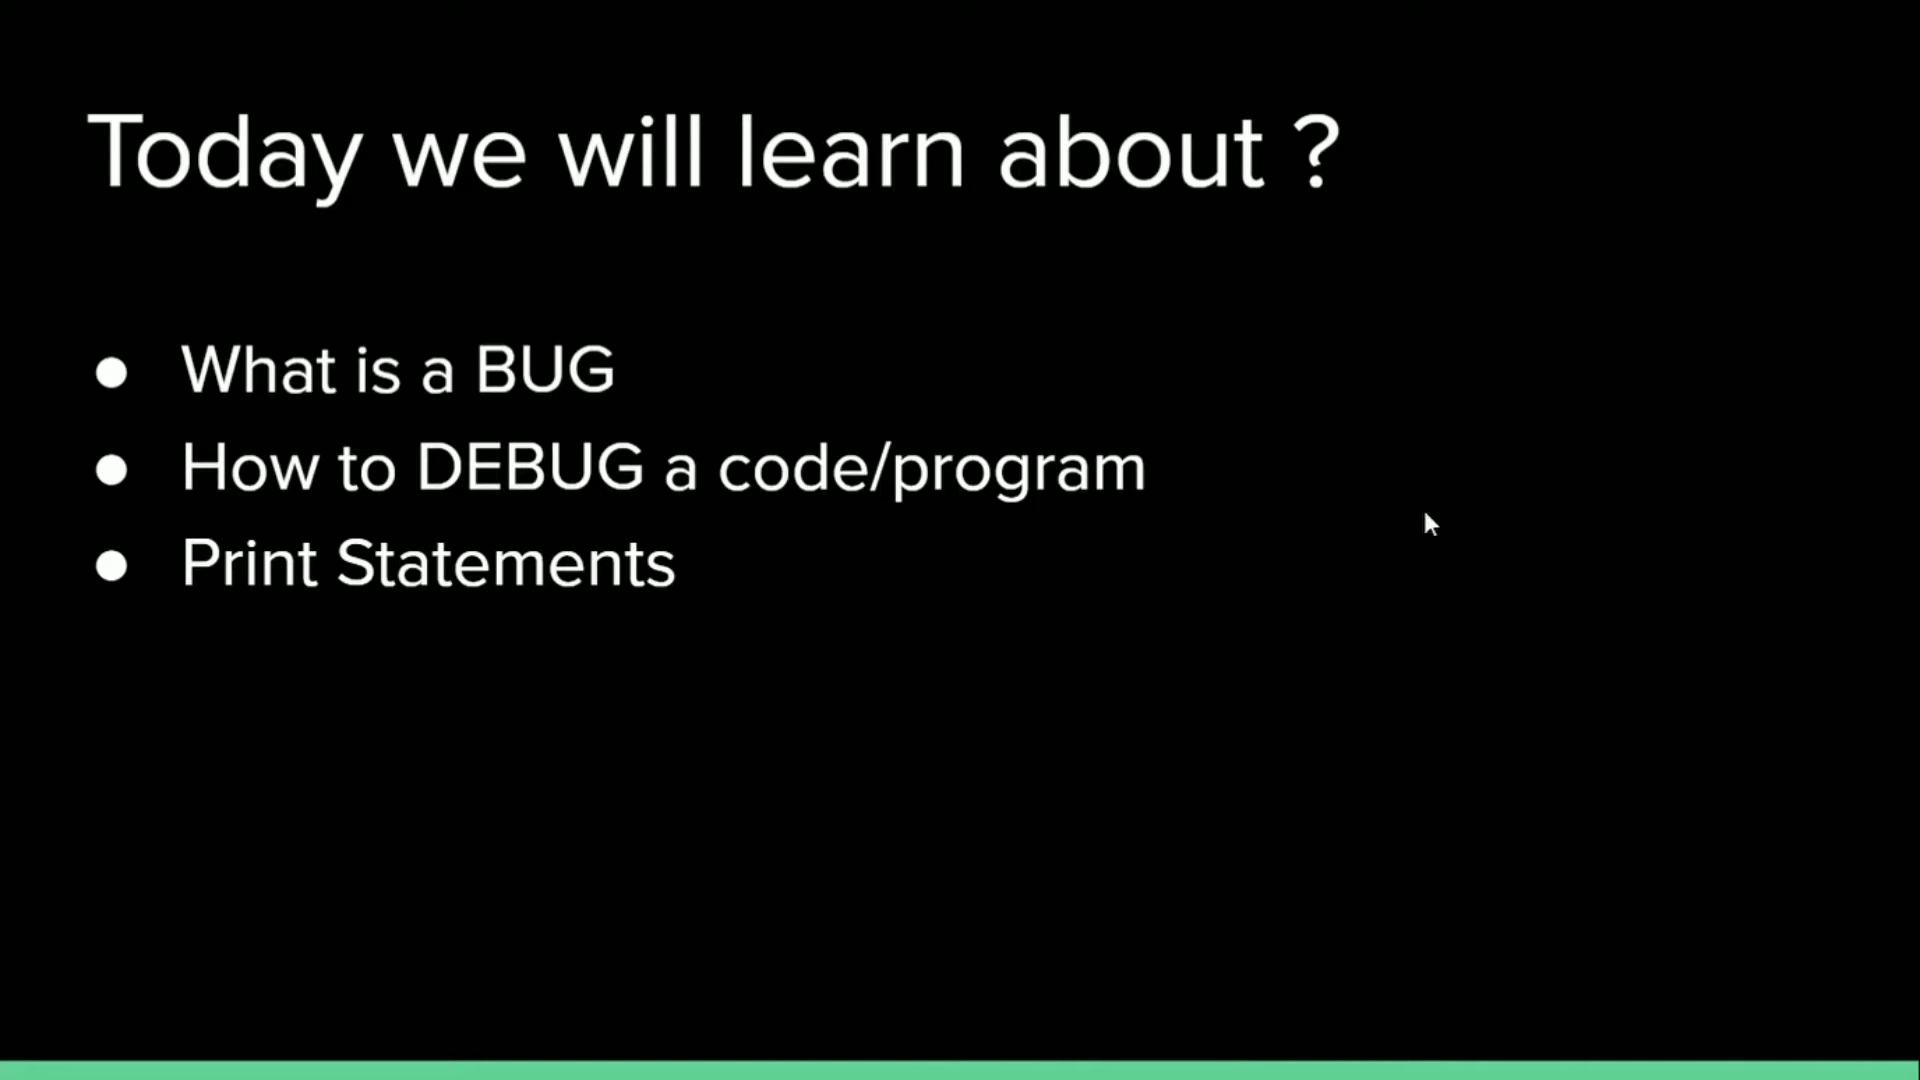 Today we will learn about ?
● What is a BUG
● How to DEBUG a code/program
● Print Statements